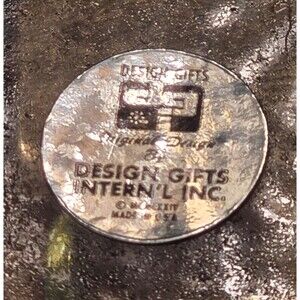 DESIGN GIFTS
Original Design
By
DESIGN GIFTS
INTERN'L INC.
MADE IN U.S.A.